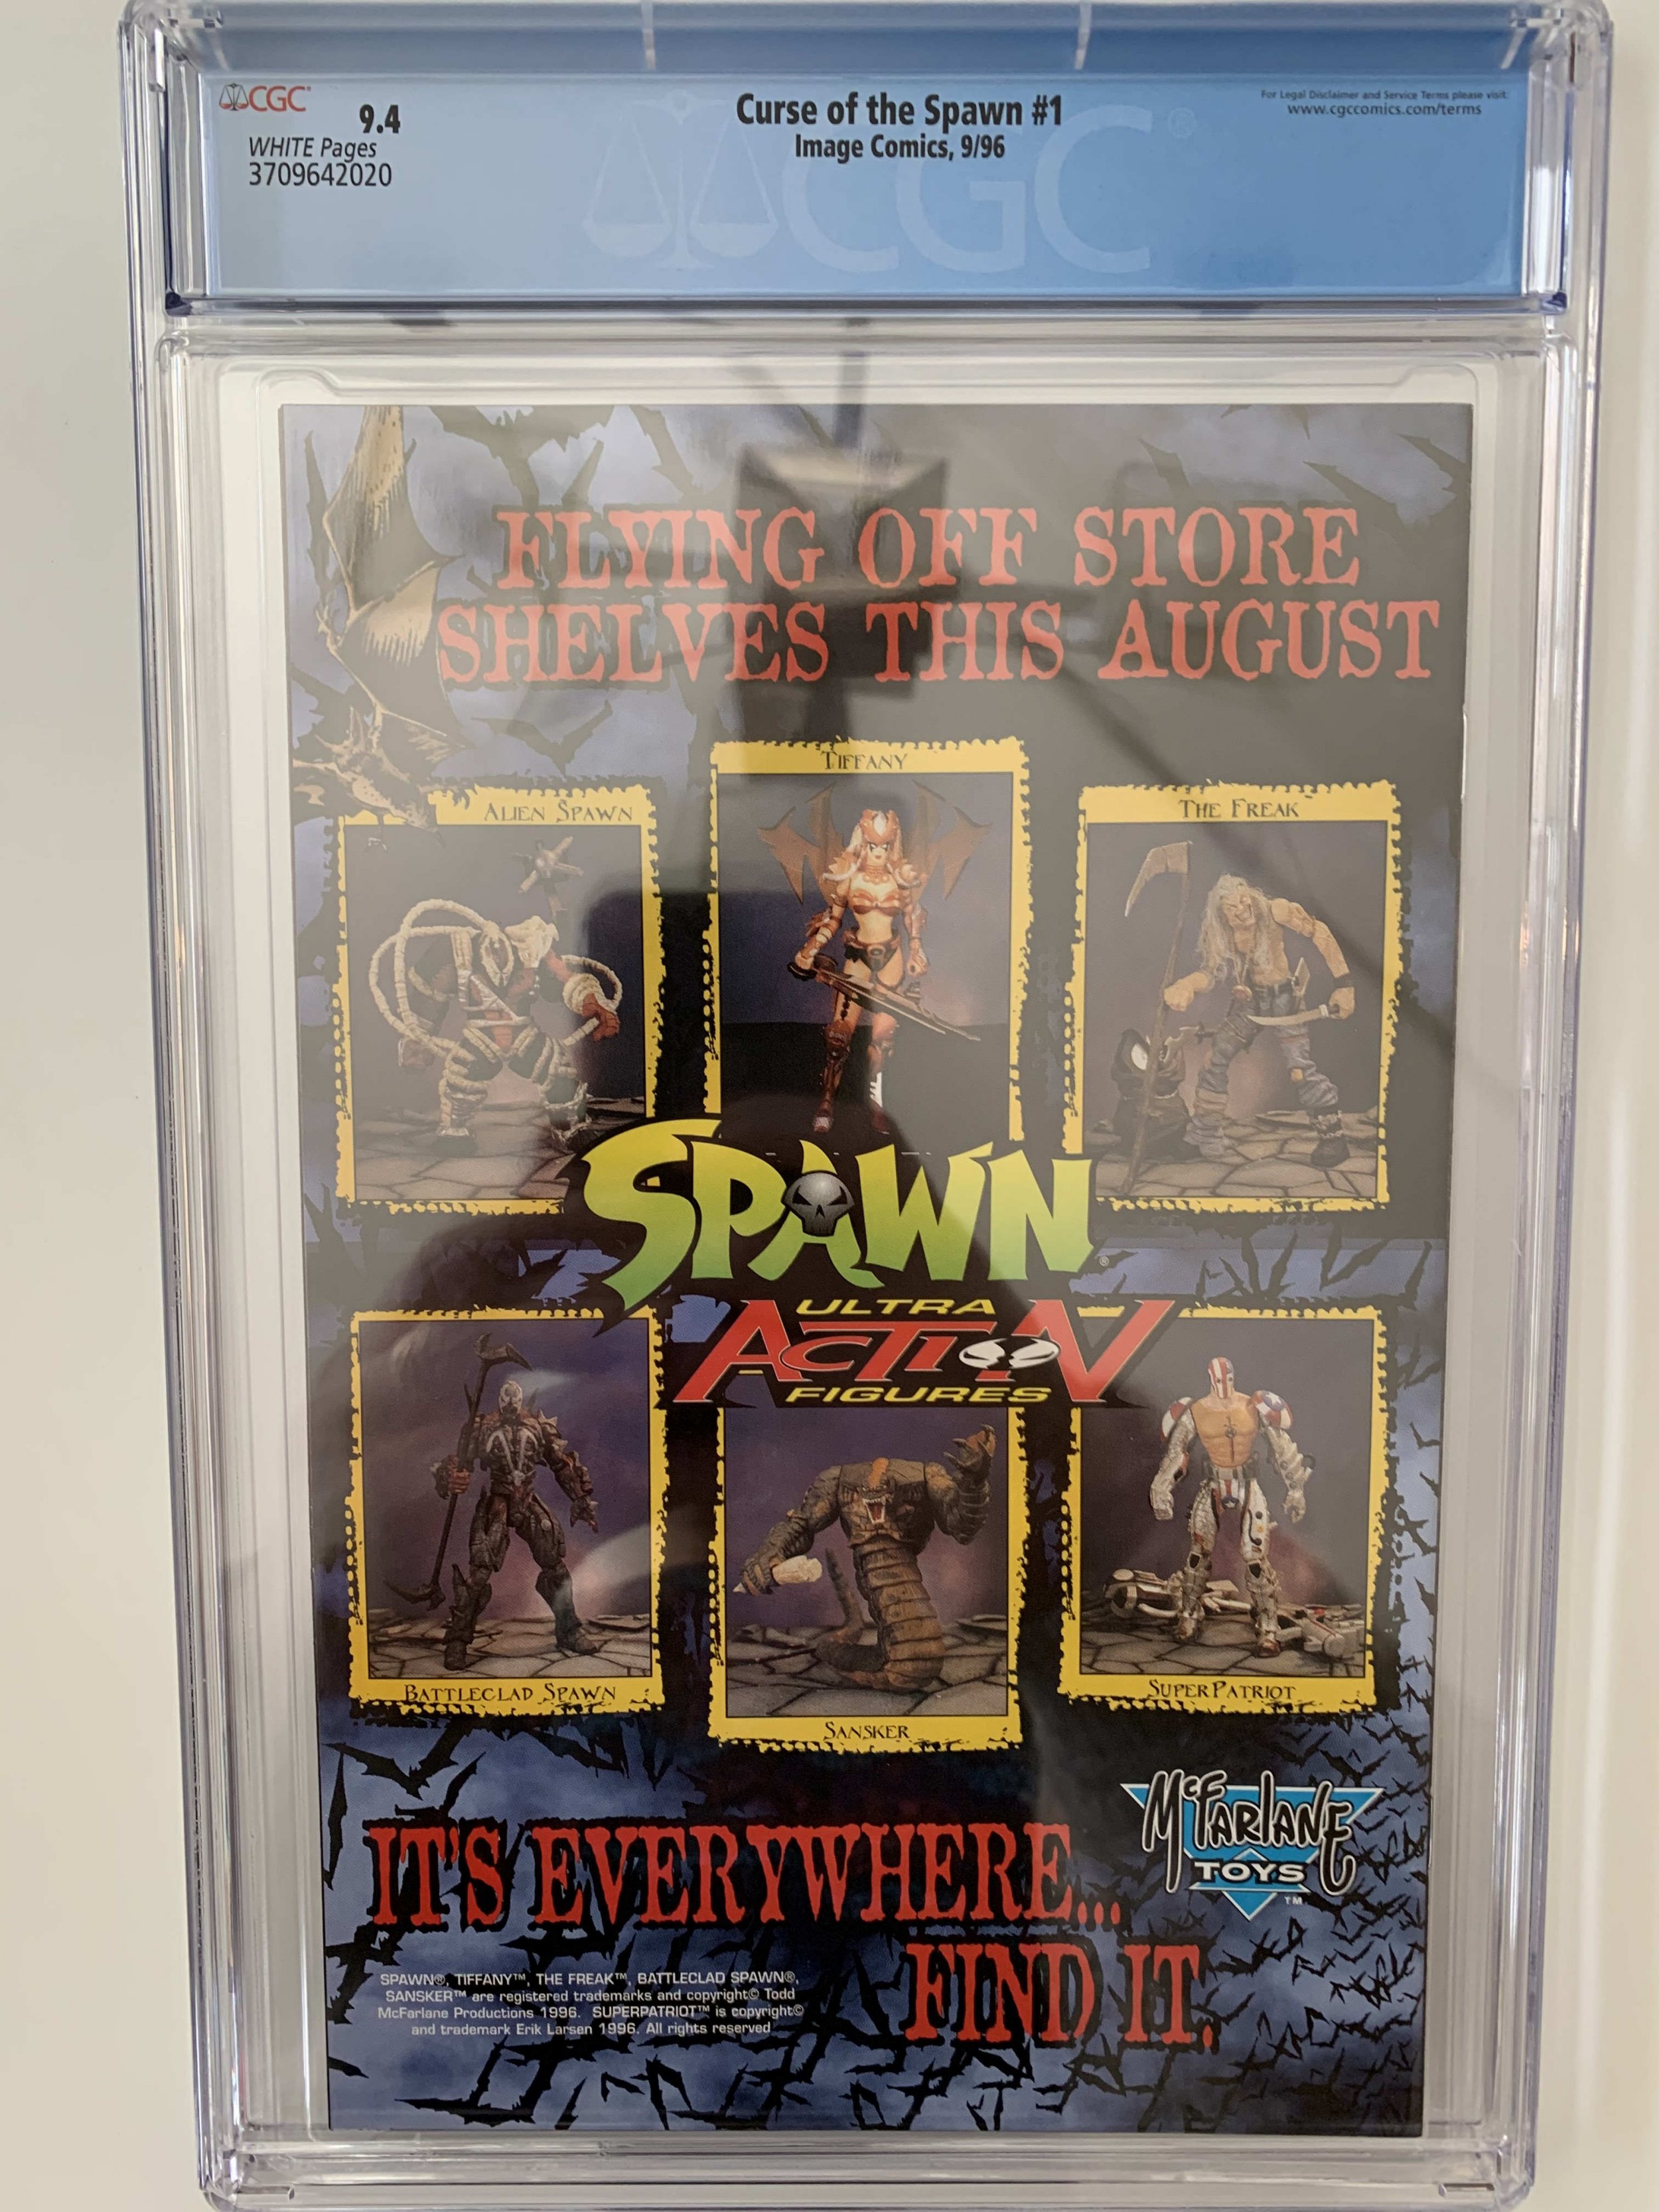 CGC
9.4
WHITE Pages
3709642020
Curse of the Spawn #1
Image Comics, 9/96
For Legal Disclaimer and Service Terms please visit:
www.cgccomics.com/terms
CGC
FLYING OFF STORE
SHELVES THIS AUGUST
ALIEN SPAWN
TIFFANY
THE FREAK
SPAWN
ULTRA
ACTION
FIGURES
BATTLECLAD SPAWN
SANSKER
SUPERPATRIOT
McFARLANE
TOYS
IT'S EVERYWHERE...
FIND IT.
SPAWN®, TIFFANY™, THE FREAK™, BATTLECLAD SPAWN®,
SANSKER™ are registered trademarks and copyright© Todd
McFarlane Productions 1996. SUPERPATRIOT™ is copyright©
and trademark Erik Larsen 1996. All rights reserved